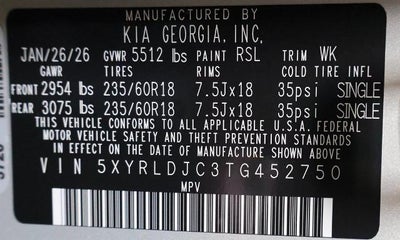 MANUFACTURED BY
KIA GEORGIA, INC.
JAN/26/26 GVWR 5512 lbs PAINT RSL TRIM WK
GAWR TIRES RIMS COLD TIRE INFL
FRONT 2954 lbs 235/60R18 7.5Jx18 35psi SINGLE
REAR 3075 lbs 235/60R18 7.5Jx18 35psi SINGLE
THIS VEHICLE CONFORMS TO ALL APPLICABLE U.S.A. FEDERAL
MOTOR VEHICLE SAFETY AND THEFT PREVENTION STANDARDS
IN EFFECT ON THE DATE OF MANUFACTURE SHOWN ABOVE.
VIN 5XYRLDJC3TG452750
MPV